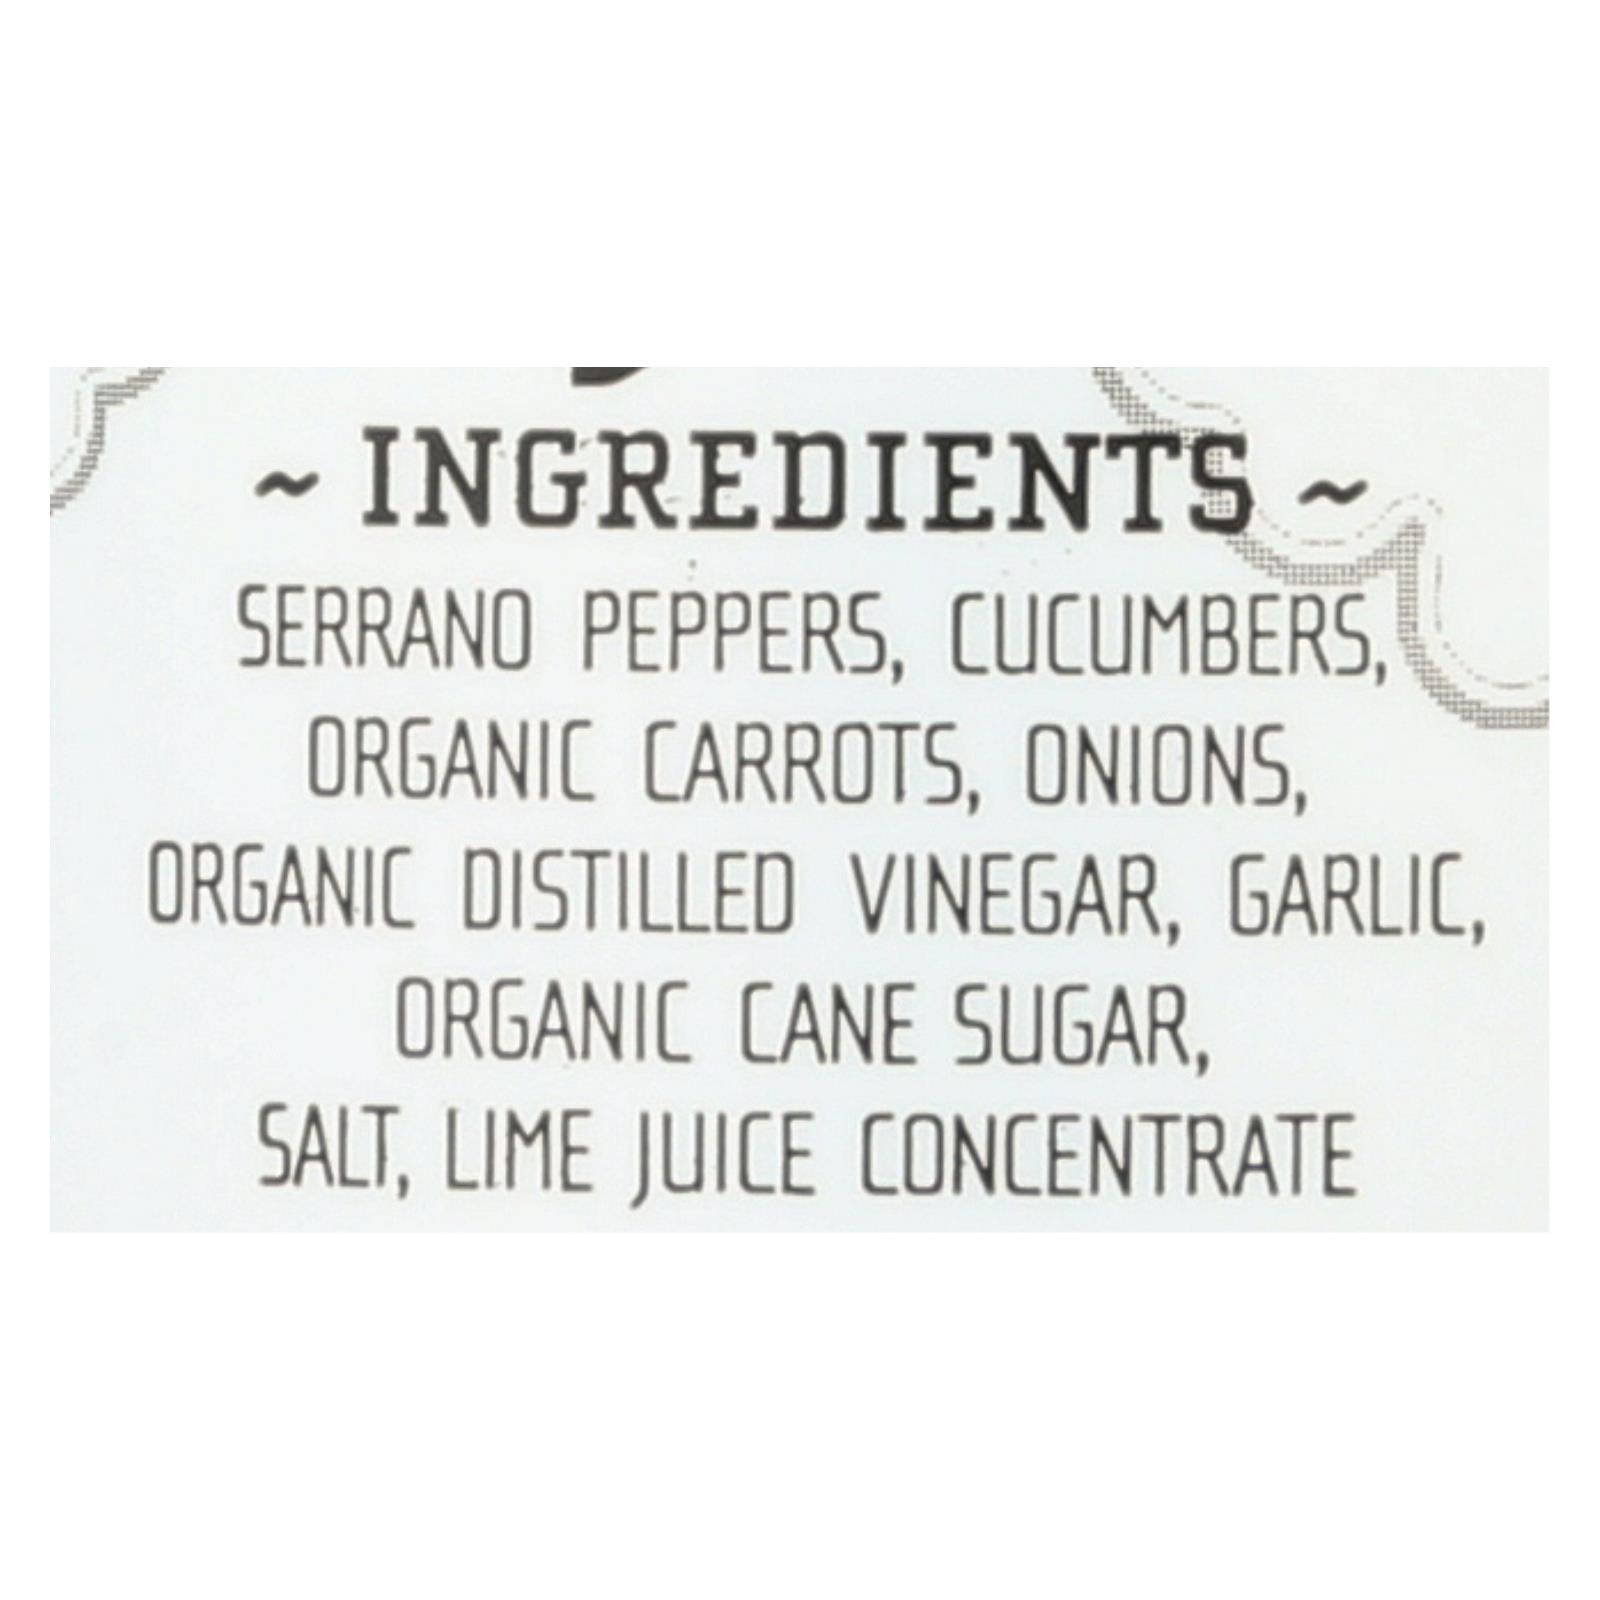 ~ INGREDIENTS ~
SERRANO PEPPERS, CUCUMBERS,
ORGANIC CARROTS, ONIONS,
ORGANIC DISTILLED VINEGAR, GARLIC,
ORGANIC CANE SUGAR,
SALT, LIME JUICE CONCENTRATE